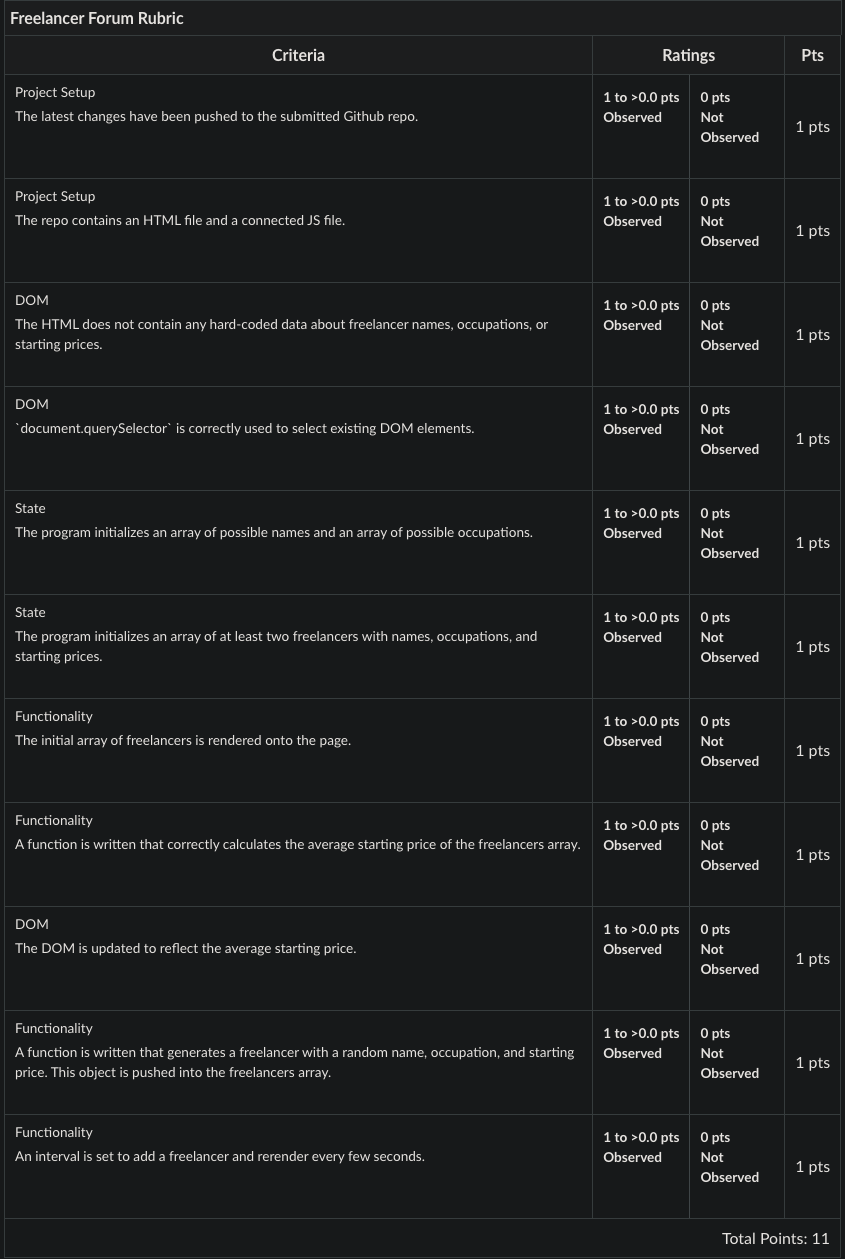 Freelancer Forum Rubric
Criteria
Ratings
Pts
Project Setup
The latest changes have been pushed to the submitted Github repo.
1 to >0.0 pts
Observed
0 pts
Not
Observed
1 pts
Project Setup
The repo contains an HTML file and a connected JS file.
1 to >0.0 pts
Observed
0 pts
Not
Observed
1 pts
DOM
The HTML does not contain any hard-coded data about freelancer names, occupations, or
starting prices.
1 to >0.0 pts
Observed
0 pts
Not
Observed
1 pts
DOM
`document.querySelector` is correctly used to select existing DOM elements.
1 to >0.0 pts
Observed
0 pts
Not
Observed
1 pts
State
The program initializes an array of possible names and an array of possible occupations.
1 to >0.0 pts
Observed
0 pts
Not
Observed
1 pts
State
The program initializes an array of at least two freelancers with names, occupations, and
starting prices.
1 to >0.0 pts
Observed
0 pts
Not
Observed
1 pts
Functionality
The initial array of freelancers is rendered onto the page.
1 to >0.0 pts
Observed
0 pts
Not
Observed
1 pts
Functionality
A function is written that correctly calculates the average starting price of the freelancers array.
1 to >0.0 pts
Observed
0 pts
Not
Observed
1 pts
DOM
The DOM is updated to reflect the average starting price.
1 to >0.0 pts
Observed
0 pts
Not
Observed
1 pts
Functionality
A function is written that generates a freelancer with a random name, occupation, and starting
price. This object is pushed into the freelancers array.
1 to >0.0 pts
Observed
0 pts
Not
Observed
1 pts
Functionality
An interval is set to add a freelancer and rerender every few seconds.
1 to >0.0 pts
Observed
0 pts
Not
Observed
1 pts
Total Points: 11